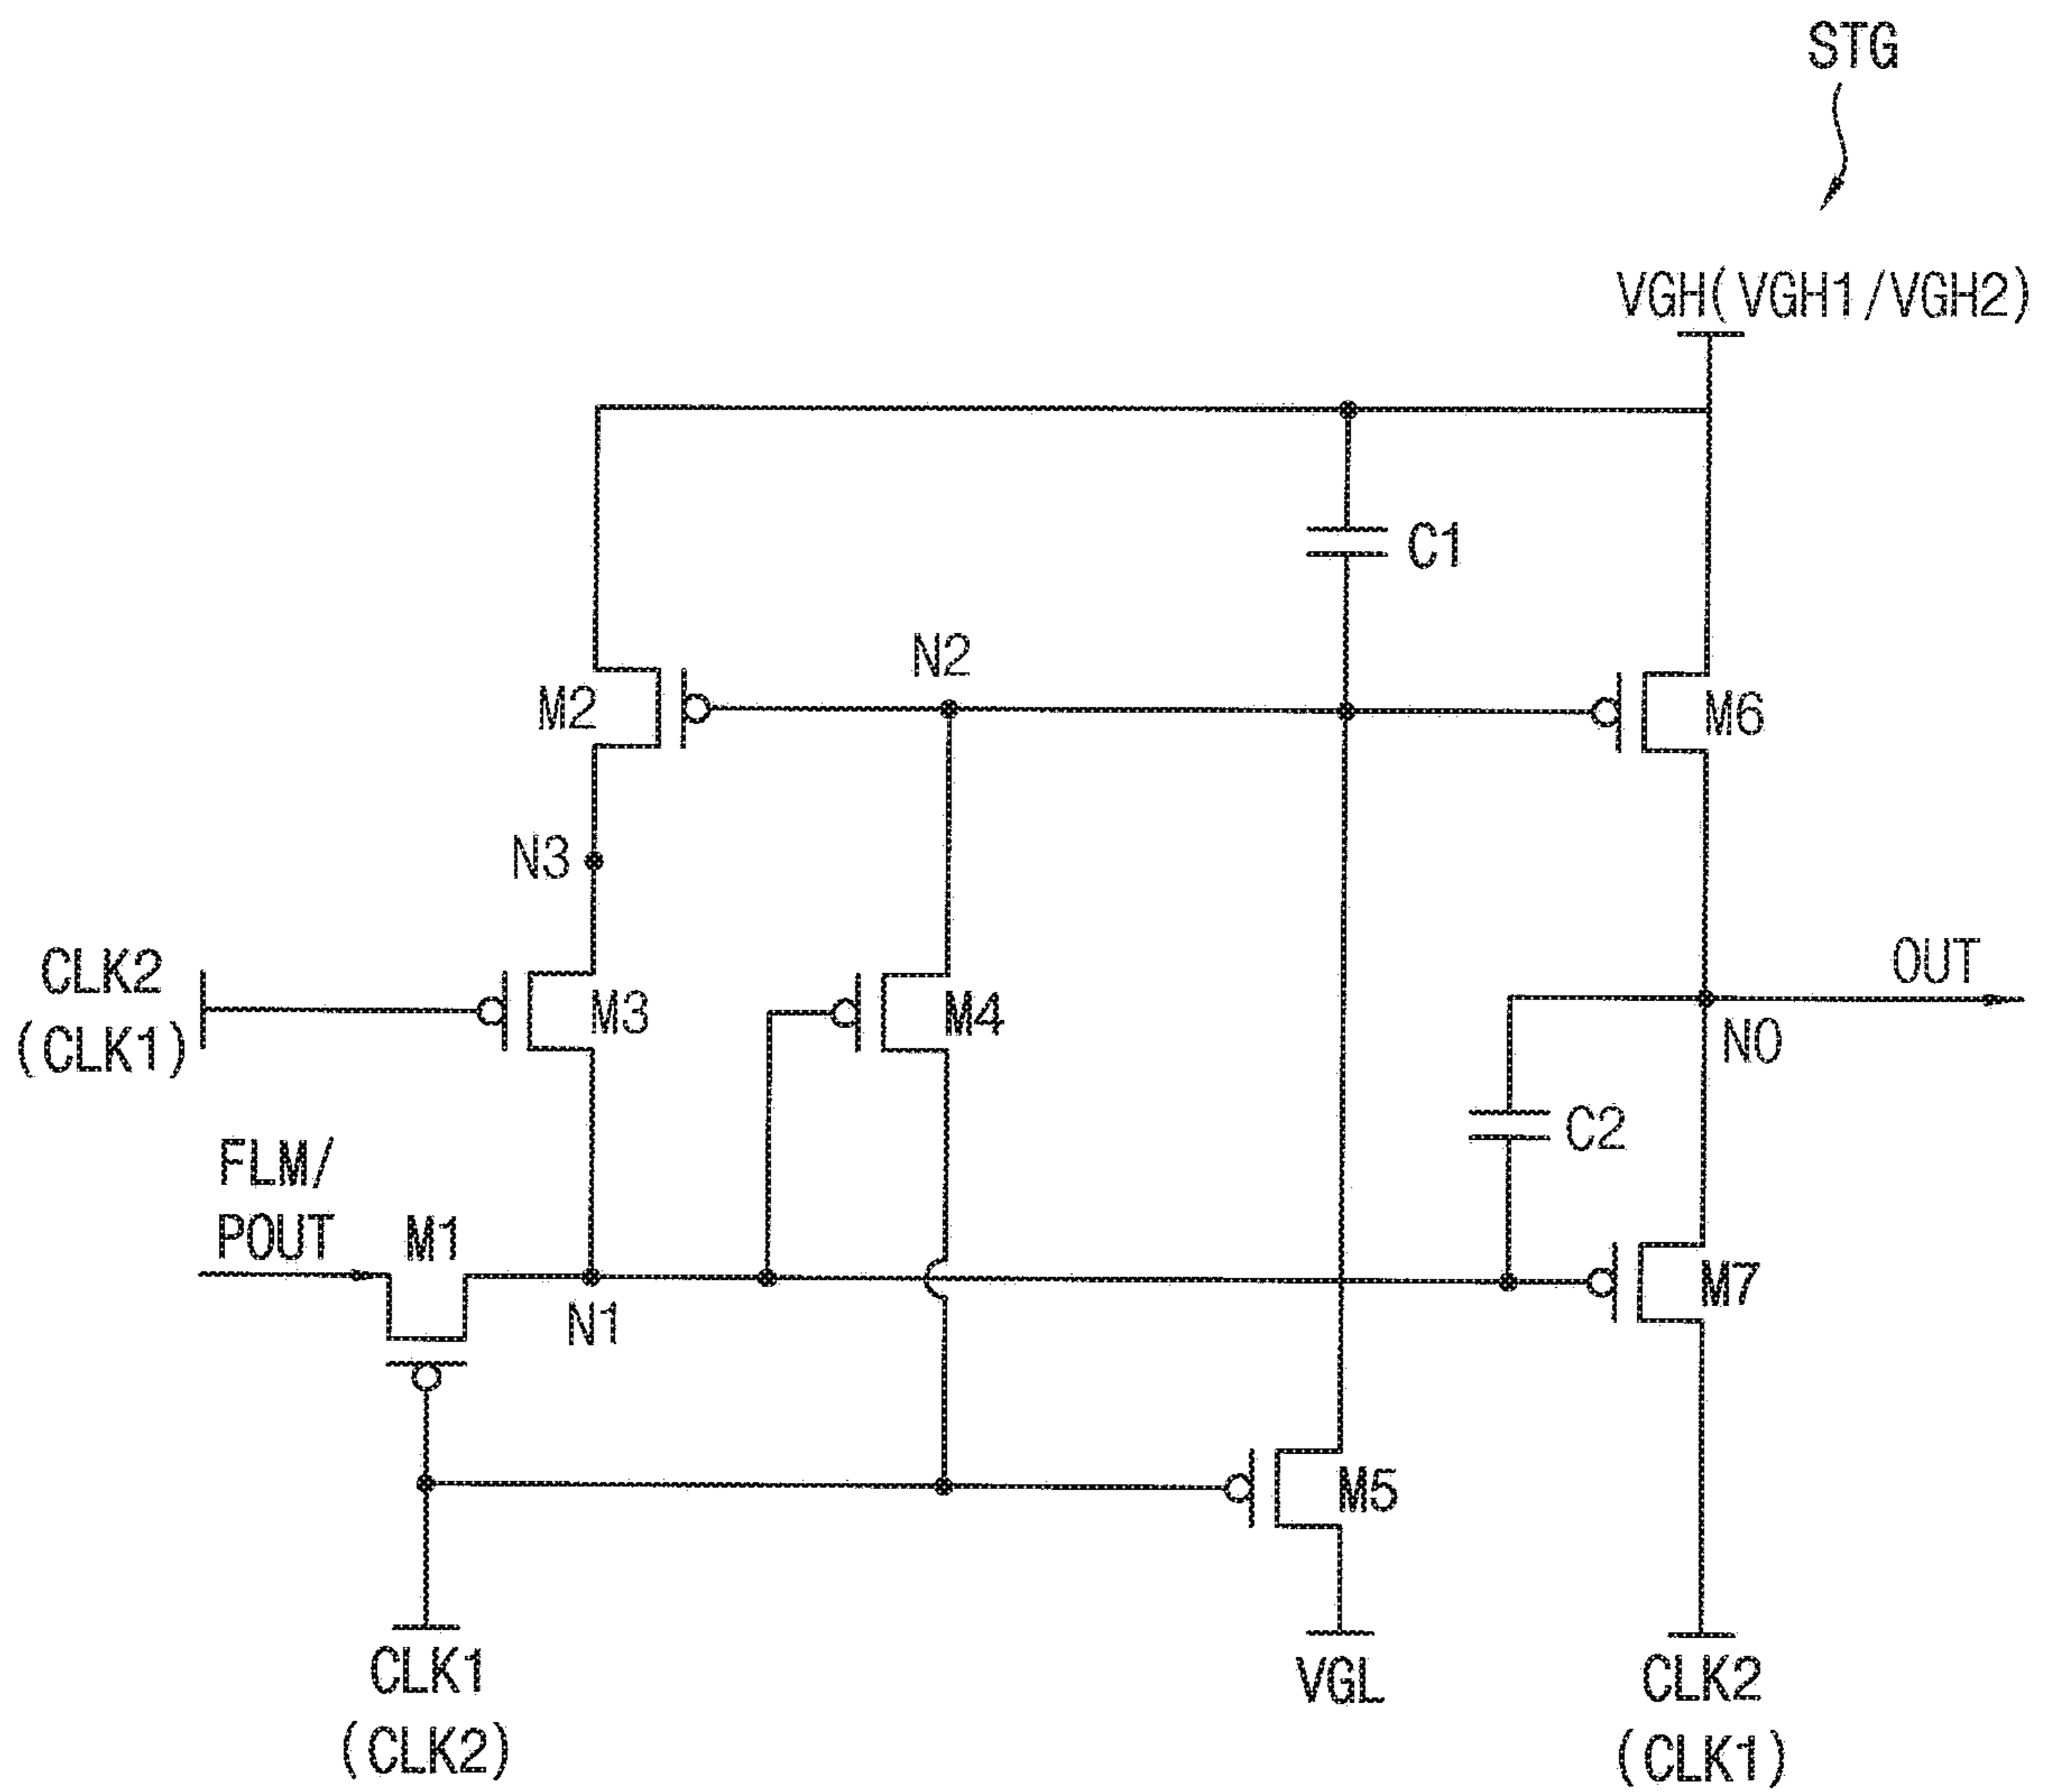 STG
VGH(VGH1/VGH2)
C1
N2
M2
M6
N3
CLK2
(CLK1)
M3
M4
OUT
NO
C2
FLM/
POUT
M1
N1
M7
M5
CLK1
(CLK2)
VGL
CLK2
(CLK1)